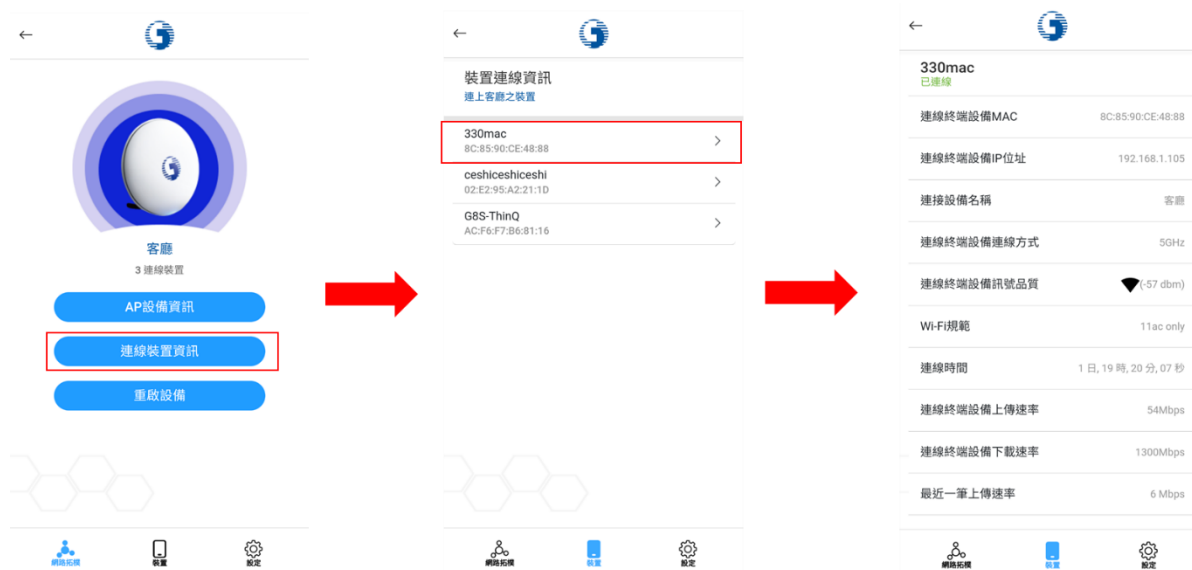 客廳
3 連線裝置
AP設備資訊
連線裝置資訊
重啟設備
網路拓樸
裝置
設定
裝置連線資訊
連上客廳之裝置
330mac
8C:85:90:CE:48:88
ceshiceshiceshi
02:E2:95:A2:21:1D
G8S-ThinQ
AC:F6:F7:B6:81:16
網路拓樸
裝置
設定
330mac
已連線
連線終端設備MAC 8C:85:90:CE:48:88
連線終端設備IP位址 192.168.1.105
連接設備名稱 客廳
連線終端設備連線方式 5GHz
連線終端設備訊號品質 (-57 dbm)
Wi-Fi規範 11ac only
連線時間 1 日, 19 時, 20 分, 07 秒
連線終端設備上傳速率 54Mbps
連線終端設備下載速率 1300Mbps
最近一筆上傳速率 6 Mbps
網路拓樸
裝置
設定